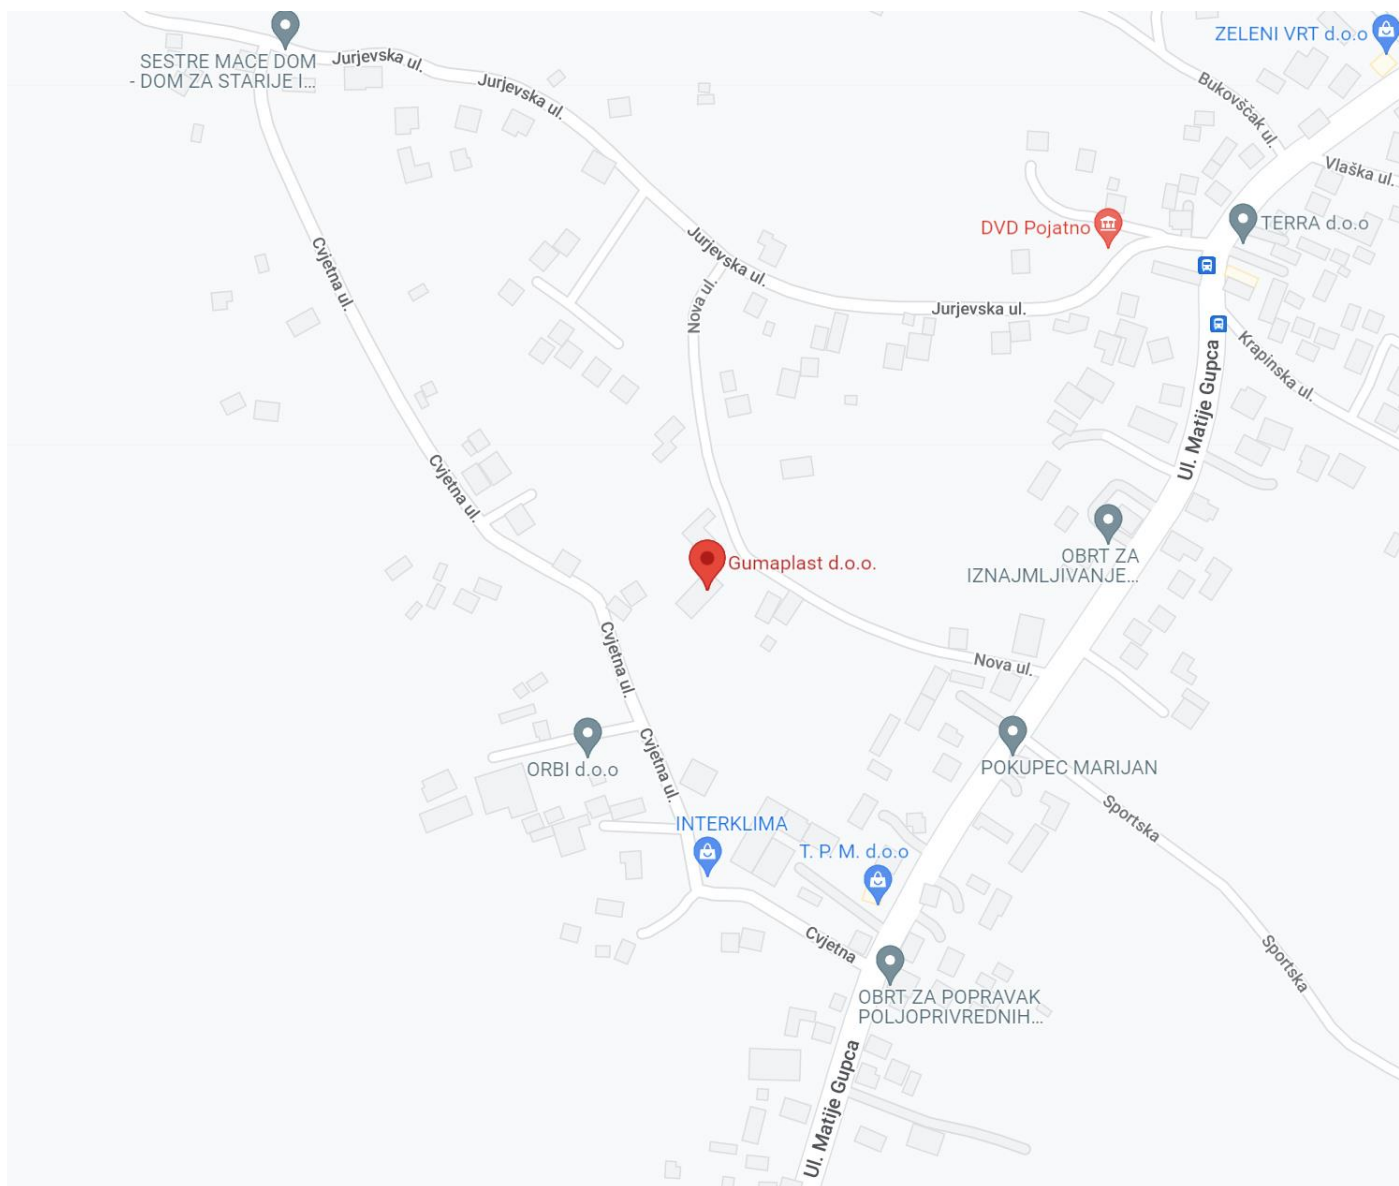 ZELENI VRT d.o.o
SESTRE MACE DOM
- DOM ZA STARIJE I...
Jurjevska ul.
Jurjevska ul.
Bukovščak ul.
Vlaška ul.
DVD Pojatno
TERRA d.o.o
Cvjetna ul.
Jurjevska ul.
Nova ul.
Jurjevska ul.
Krapinska ul.
Ul. Matije Gupca
Cvjetna ul.
OBRT ZA
IZNAJMLJIVANJE...
Gumaplast d.o.o.
Cvjetna ul.
Nova ul.
ORBI d.o.o
Cvjetna ul.
POKUPEC MARIJAN
Sportska
INTERKLIMA
T. P. M. d.o.o
Cvjetna
Sportska
OBRT ZA POPRAVAK
POLJOPRIVREDNIH...
Ul. Matije Gupca